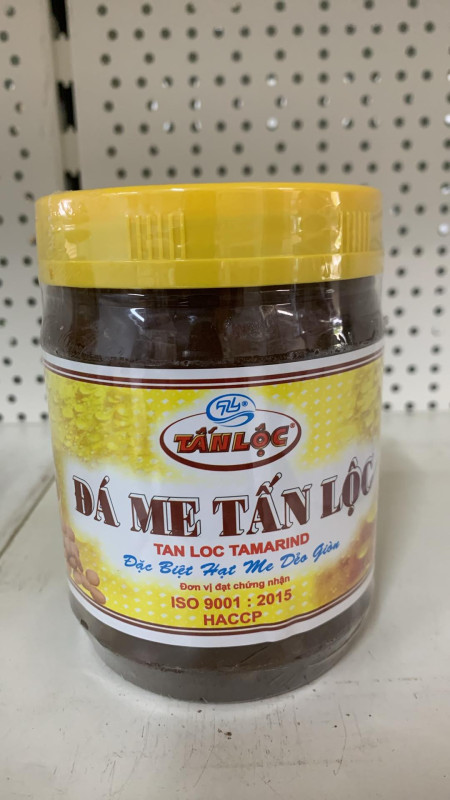 TẤN LỘC
ĐÁ ME TẤN LỘC
TAN LOC TAMARIND
Đặc Biệt Hạt Me Dẻo Giòn
Đơn vị đạt chứng nhận
ISO 9001 : 2015
HACCP